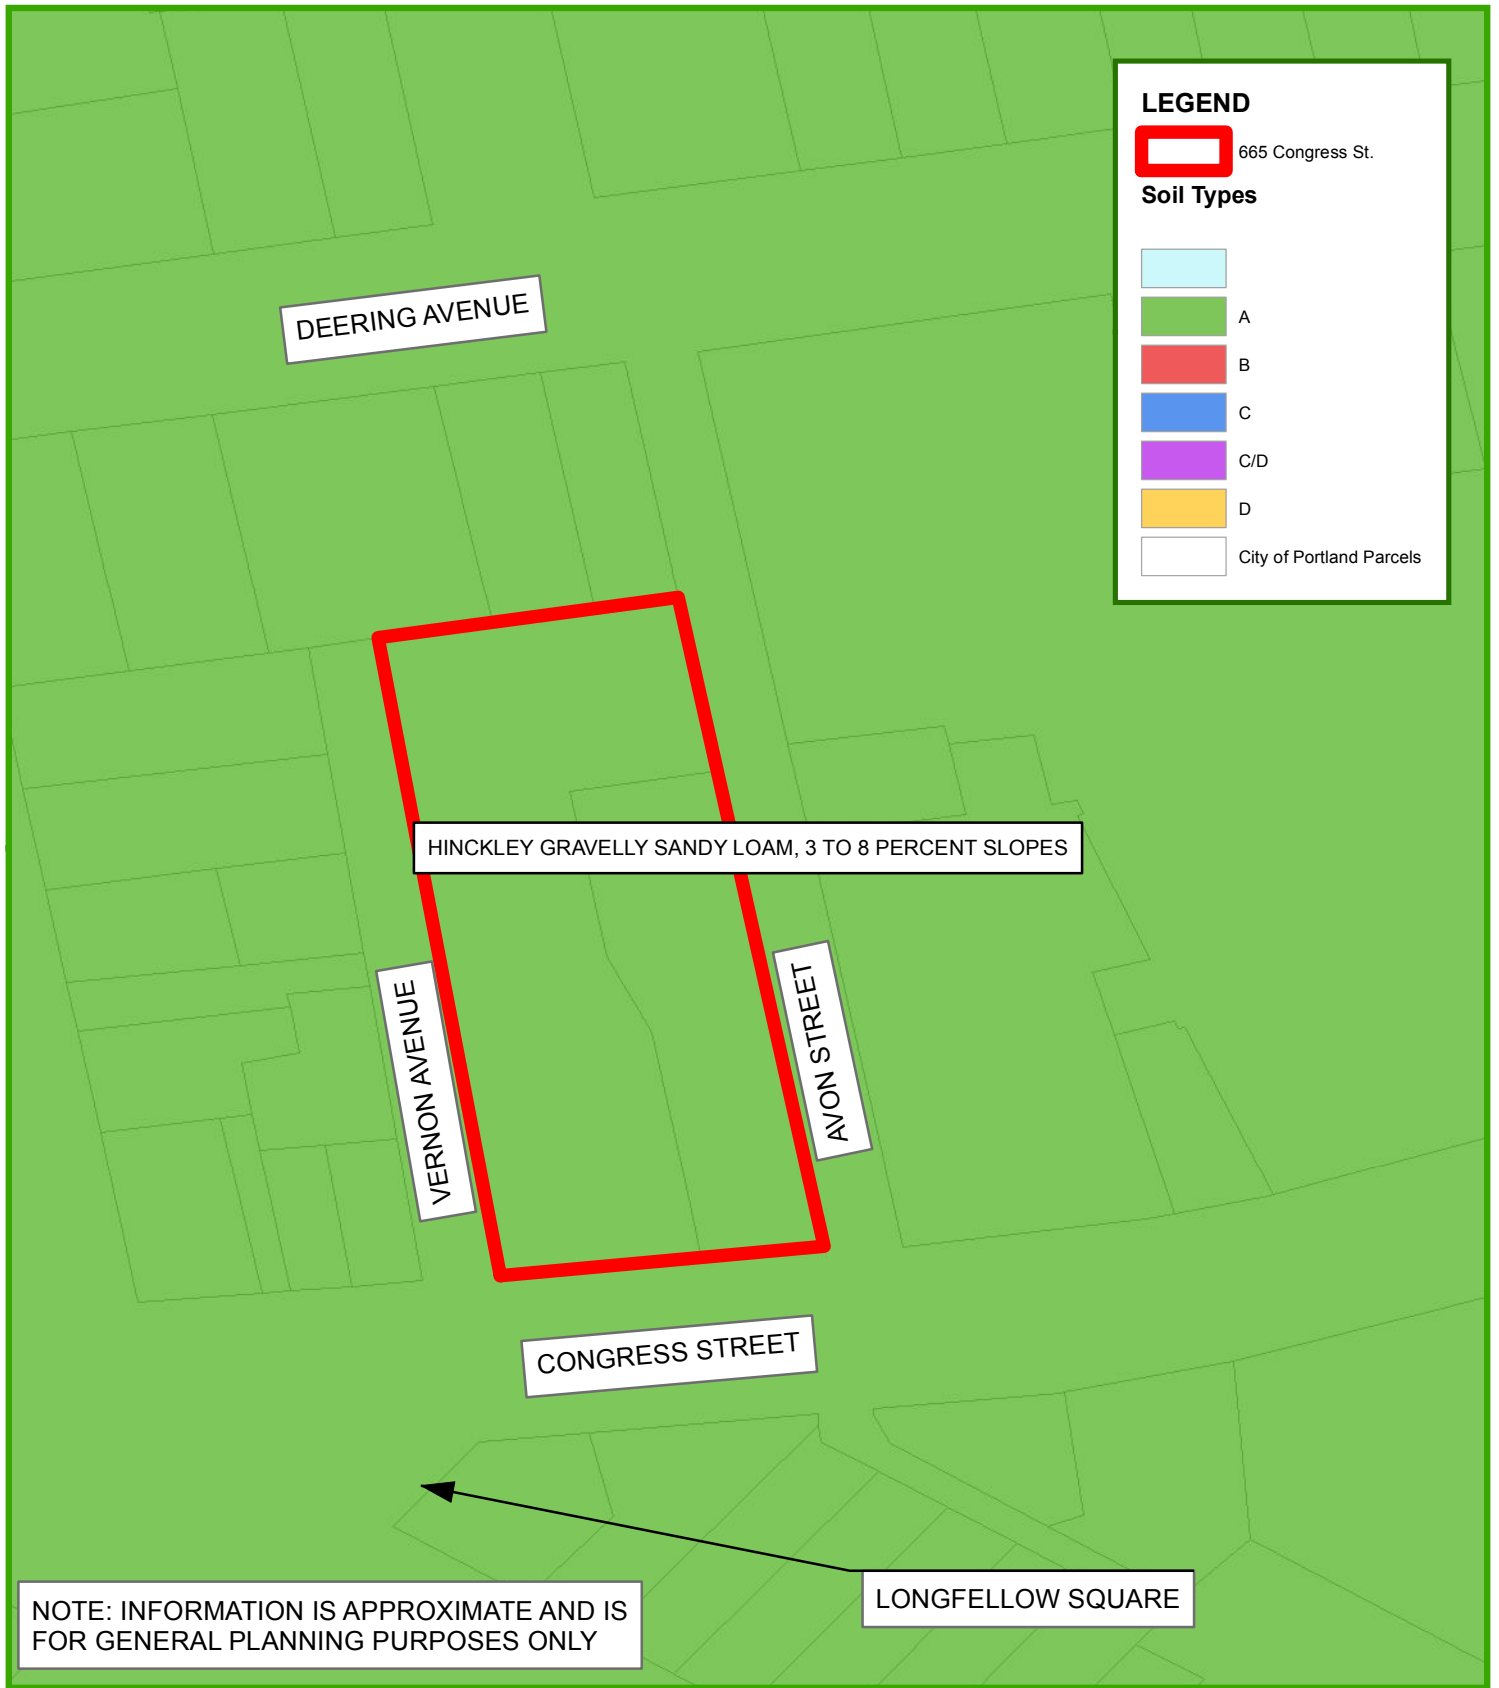 LEGEND
665 Congress St.
Soil Types
A
B
C
C/D
D
City of Portland Parcels
DEERING AVENUE
HINCKLEY GRAVELLY SANDY LOAM, 3 TO 8 PERCENT SLOPES
VERNON AVENUE
AVON STREET
CONGRESS STREET
LONGFELLOW SQUARE
NOTE: INFORMATION IS APPROXIMATE AND IS
FOR GENERAL PLANNING PURPOSES ONLY